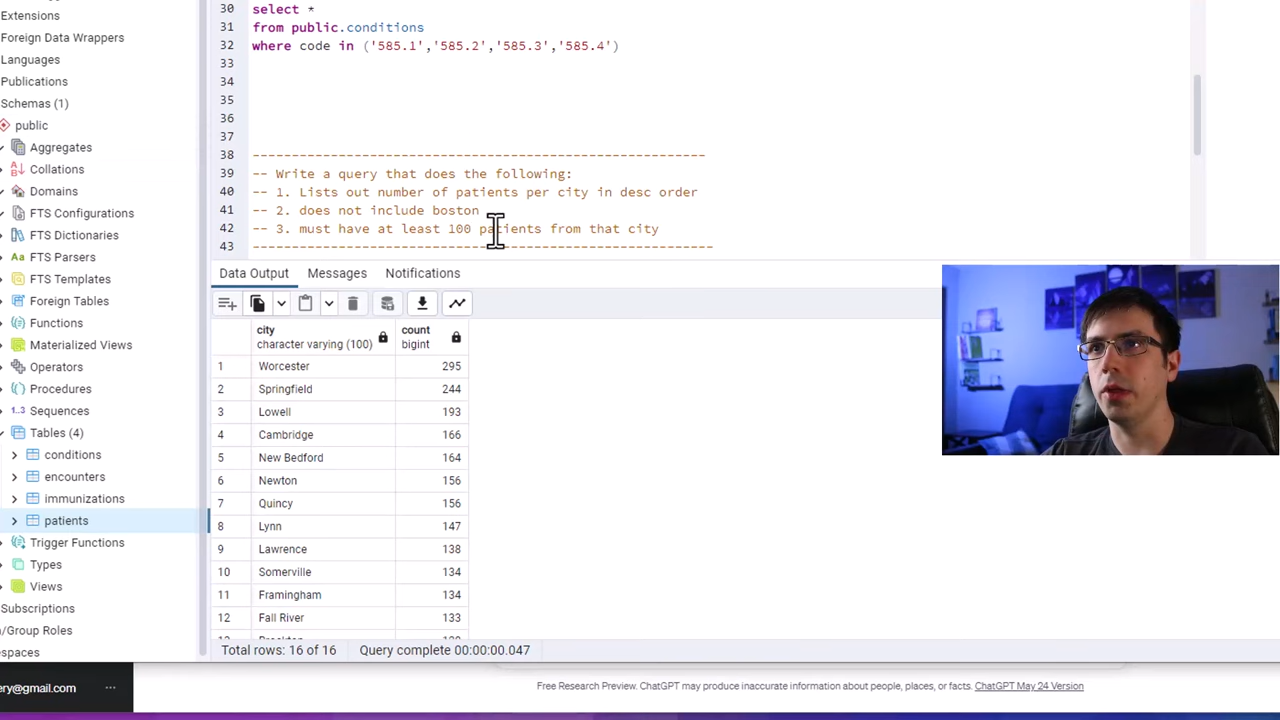 Extensions
Foreign Data Wrappers
Languages
Publications
Schemas (1)
public
Aggregates
Collations
Domains
FTS Configurations
FTS Dictionaries
Aa FTS Parsers
FTS Templates
Foreign Tables
Functions
Materialized Views
Operators
Procedures
1..3 Sequences
Tables (4)
conditions
encounters
immunizations
patients
Trigger Functions
Types
Views
Subscriptions
/Group Roles
espaces
ery@gmail.com
30 select *
31 from public.conditions
32 where code in ('585.1','585.2','585.3','585.4')
33
34
35
36
37
38 ----------------------------------------------------------
39 -- Write a query that does the following:
40 -- 1. Lists out number of patients per city in desc order
41 -- 2. does not include boston
42 -- 3. must have at least 100 patients from that city
43 -----------------------------------------------------------
Data Output Messages Notifications
city count
character varying (100) bigint
1 Worcester 295
2 Springfield 244
3 Lowell 193
4 Cambridge 166
5 New Bedford 164
6 Newton 156
7 Quincy 156
8 Lynn 147
9 Lawrence 138
10 Somerville 134
11 Framingham 134
12 Fall River 133
Total rows: 16 of 16 Query complete 00:00:00.047
Free Research Preview. ChatGPT may produce inaccurate information about people, places, or facts. ChatGPT May 24 Version